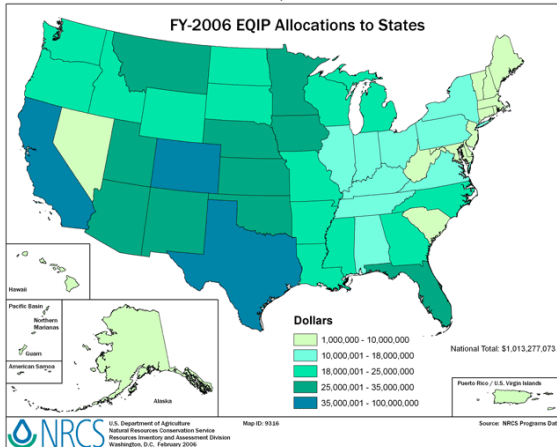 FY-2006 EQIP Allocations to States
Hawaii
Pacific Basin
Northern
Marianas
Guam
American Samoa
Alaska
Dollars
1,000,000 - 10,000,000
10,000,001 - 18,000,000
18,000,001 - 25,000,000
25,000,001 - 35,000,000
35,000,001 - 100,000,000
National Total: $1,013,277,073
Puerto Rico / U.S. Virgin Islands
NRCS
U.S. Department of Agriculture
Natural Resources Conservation Service
Resources Inventory and Assessment Division
Washington, D.C. February 2006
Map ID: 9316
Source: NRCS Programs Div